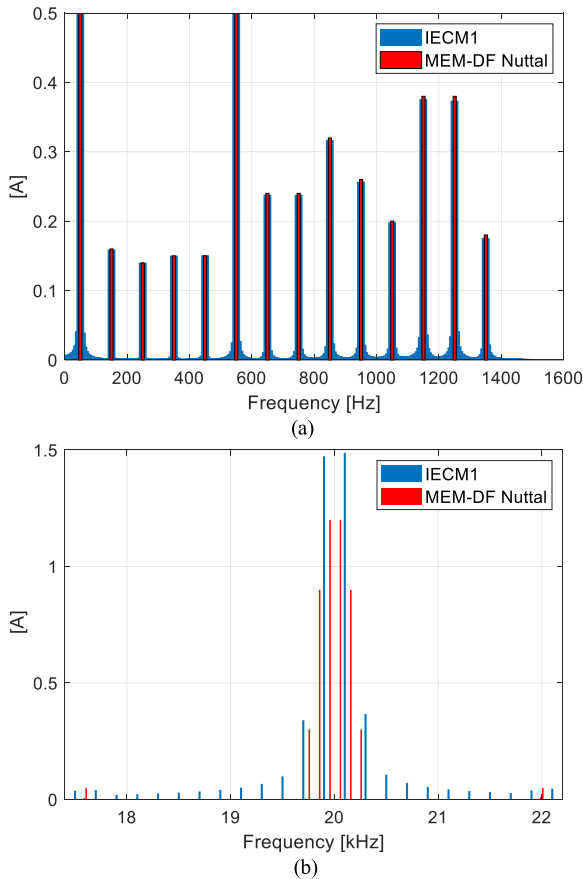 0.5
0.4
0.3
0.2
0.1
0
[A]
IECM1
MEM-DF Nuttal
0 200 400 600 800 1000 1200 1400 1600
Frequency [Hz]
(a)
1.5
1
0.5
0
[A]
IECM1
MEM-DF Nuttal
18 19 20 21 22
Frequency [kHz]
(b)